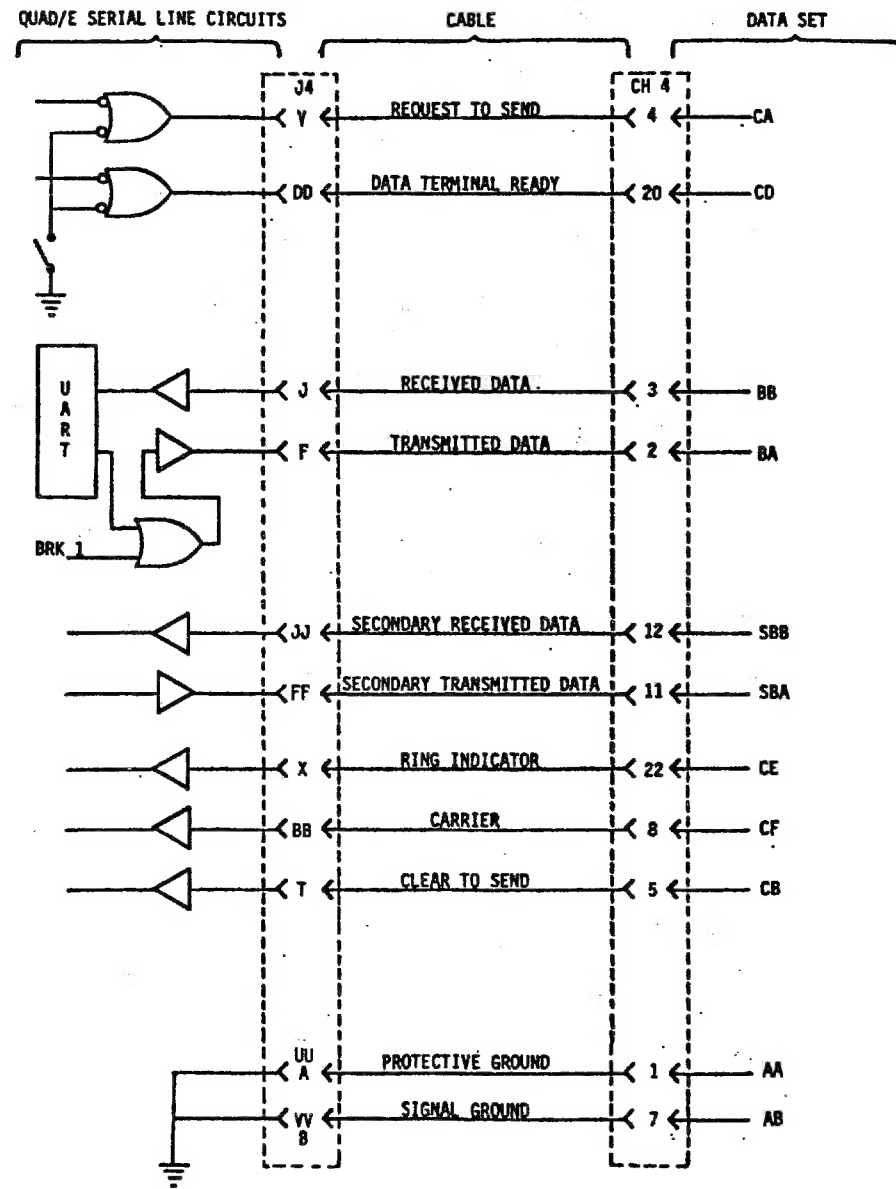 QUAD/E SERIAL LINE CIRCUITS CABLE DATA SET
J4 CH 4
V REQUEST TO SEND 4 CA
DD DATA TERMINAL READY 20 CD
UART
J RECEIVED DATA 3 BB
F TRANSMITTED DATA 2 BA
BRK 1
JJ SECONDARY RECEIVED DATA 12 SBB
FF SECONDARY TRANSMITTED DATA 11 SBA
X RING INDICATOR 22 CE
BB CARRIER 8 CF
T CLEAR TO SEND 5 CB
UU
A PROTECTIVE GROUND 1 AA
VV SIGNAL GROUND 7 AB
B